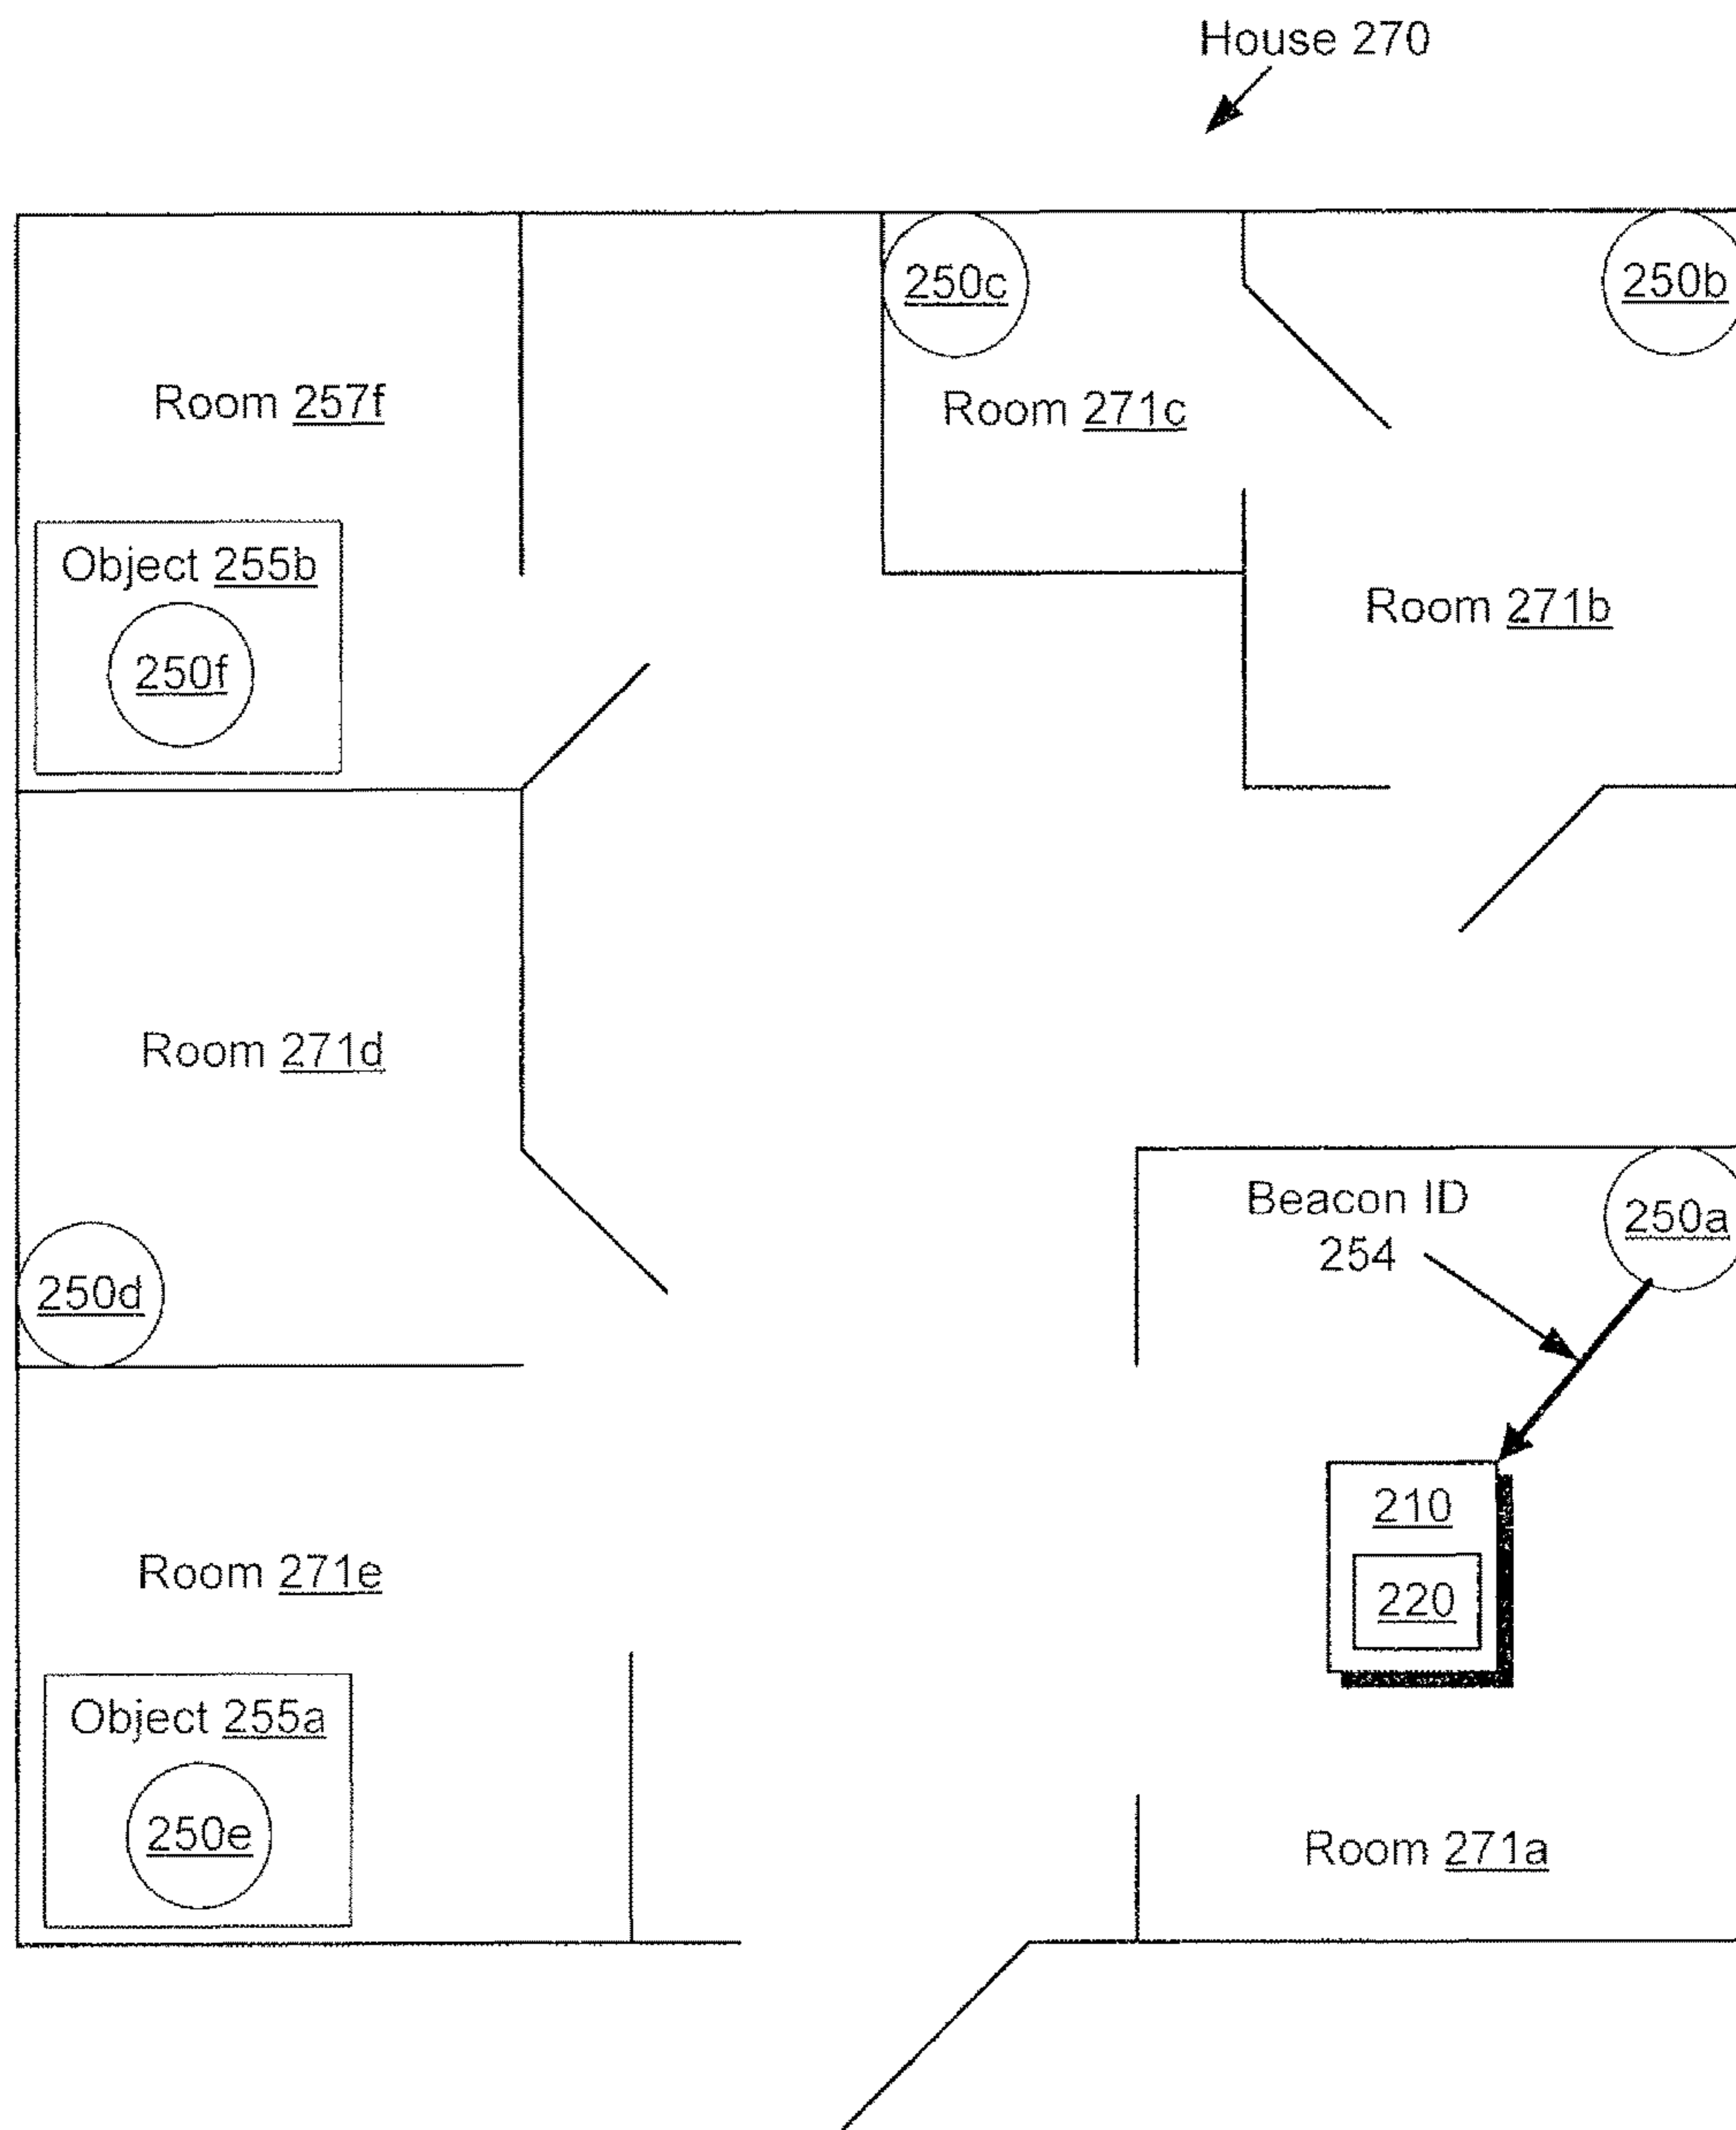 House 270
250c
250b
Room 257f
Room 271c
Object 255b
250f
Room 271b
Room 271d
Beacon ID
254
250a
250d
210
220
Room 271e
Object 255a
250e
Room 271a